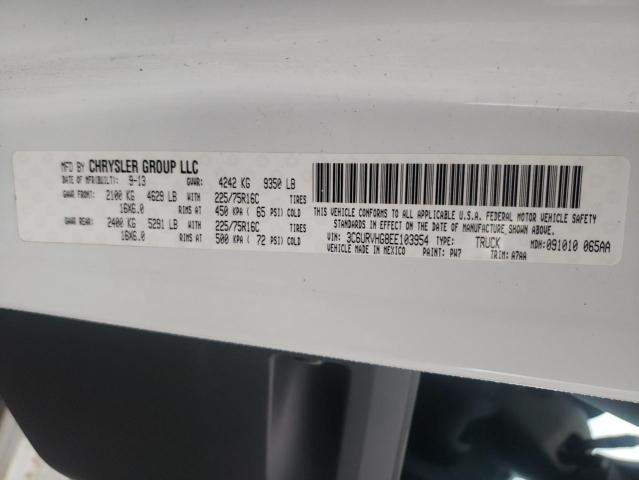 MFD BY CHRYSLER GROUP LLC
DATE OF MFR(BUILT): 9-13 GVWR: 4242 KG 9350 LB
GAWR FRONT: 2100 KG 4629 LB WITH 225/75R16C TIRES
16X6.0 RIMS AT 450 KPA ( 65 PSI) COLD
GAWR REAR: 2400 KG 5291 LB WITH 225/75R16C TIRES
16X6.0 RIMS AT 500 KPA ( 72 PSI) COLD
THIS VEHICLE CONFORMS TO ALL APPLICABLE U.S.A. FEDERAL MOTOR VEHICLE SAFETY
STANDARDS IN EFFECT ON THE DATE OF MANUFACTURE SHOWN ABOVE.
VIN: 3C6URVHG8EE103954 TYPE: TRUCK MDH:091010 065AA
VEHICLE MADE IN MEXICO PAINT: PW7 TRIM: A7AA